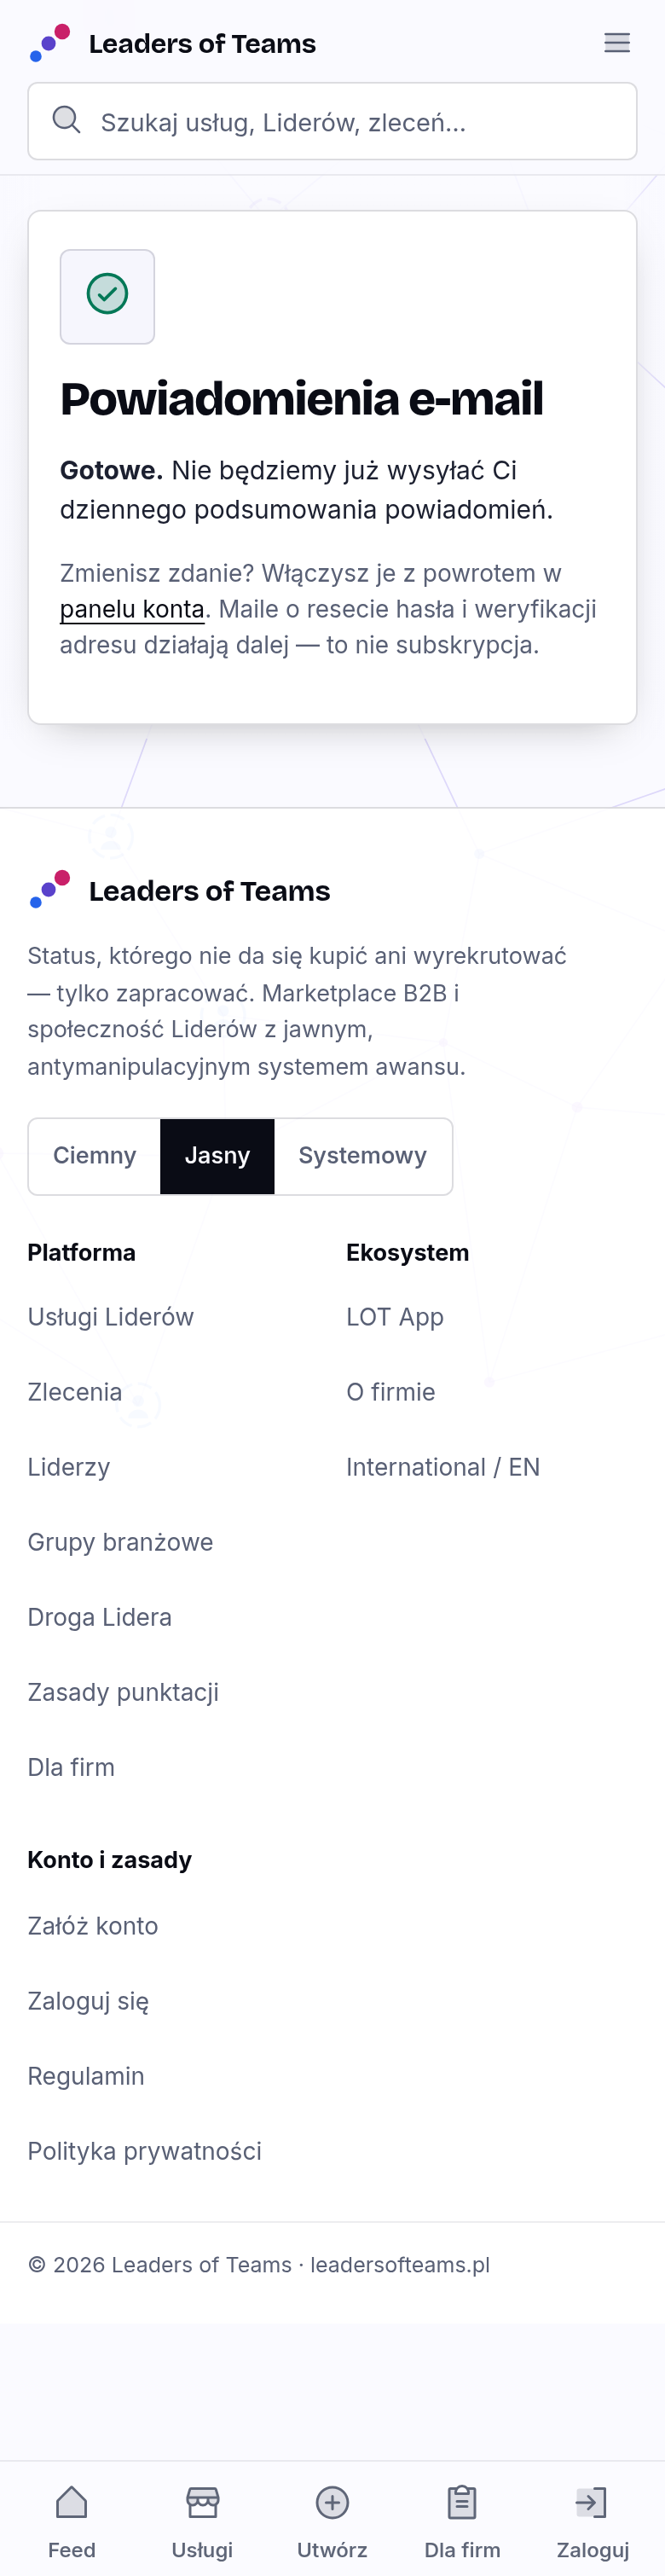 Leaders of Teams
Szukaj usług, Liderów, zleceń...
Powiadomienia e-mail
Gotowe. Nie będziemy już wysyłać Ci
dziennego podsumowania powiadomień.
Zmienisz zdanie? Włączysz je z powrotem w
panelu konta. Maile o resecie hasła i weryfikacji
adresu działają dalej — to nie subskrypcja.
Leaders of Teams
Status, którego nie da się kupić ani wyrekrutować
— tylko zapracować. Marketplace B2B i
społeczność Liderów z jawnym,
antymanipulacyjnym systemem awansu.
Ciemny Jasny Systemowy
Platforma
Usługi Liderów
Zlecenia
Liderzy
Grupy branżowe
Droga Lidera
Zasady punktacji
Dla firm
Ekosystem
LOT App
O firmie
International / EN
Konto i zasady
Załóż konto
Zaloguj się
Regulamin
Polityka prywatności
© 2026 Leaders of Teams · leadersofteams.pl
Feed Usługi Utwórz Dla firm Zaloguj